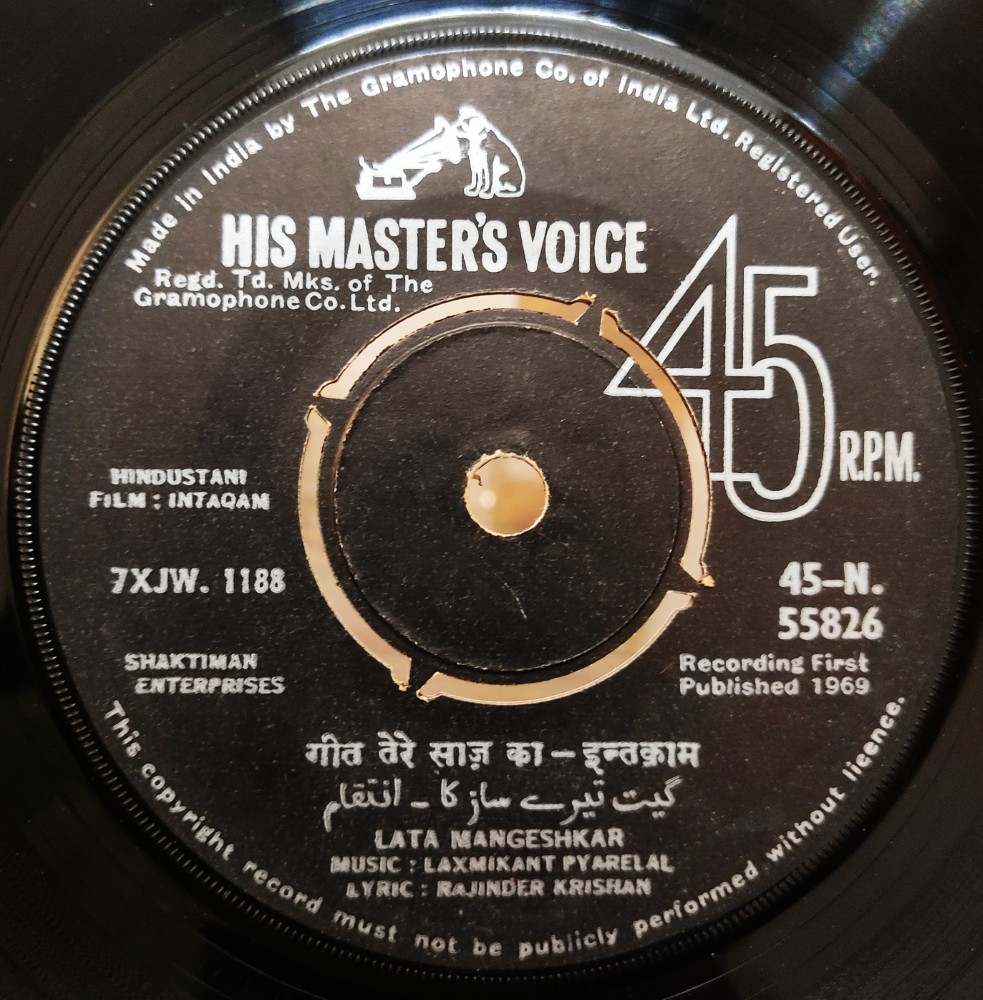 Made in India by The Gramophone Co. of India Ltd. Registered User.
HIS MASTER'S VOICE
Regd. Td. Mks. of The
Gramophone Co. Ltd.
45 R.P.M.
HINDUSTANI
FILM : INTAQAM
7XJW. 1188
45-N.
55826
SHAKTIMAN
ENTERPRISES
Recording First
Published 1969
गीत तेरे साज़ का – इन्तक़ाम
گیت تیرے ساز کا ـ انتقام
LATA MANGESHKAR
MUSIC : LAXMIKANT PYARELAL
LYRIC : RAJINDER KRISHAN
This copyright record must not be publicly performed without licence.